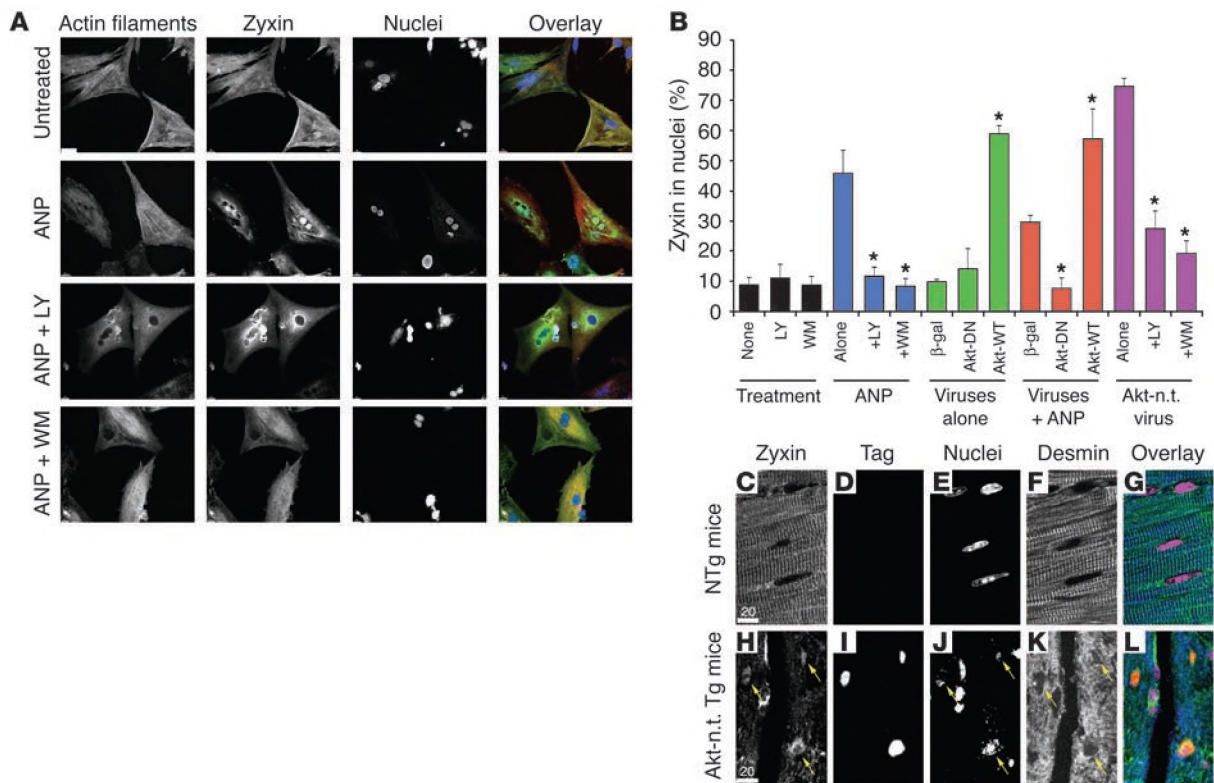 A
Actin filaments Zyxin Nuclei Overlay
Untreated
ANP
ANP + LY
ANP + WM
B
Zyxin in nuclei (%)
90
80
70
60
50
40
30
20
10
0
* * * * * * *
None LY WM Alone +LY +WM β-gal Akt-DN Akt-WT β-gal Akt-DN Akt-WT Alone +LY +WM
Treatment ANP Viruses alone Viruses + ANP Akt-n.t. virus
Zyxin Tag Nuclei Desmin Overlay
NTg mice
C D E F G
20
Akt-n.t. Tg mice
H I J K L
20